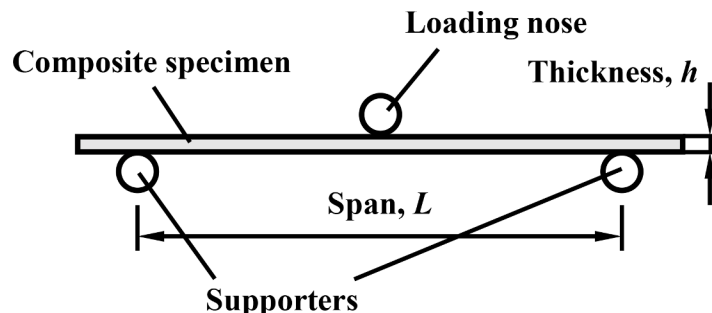 Loading nose
Composite specimen
Thickness, h
Span, L
Supporters